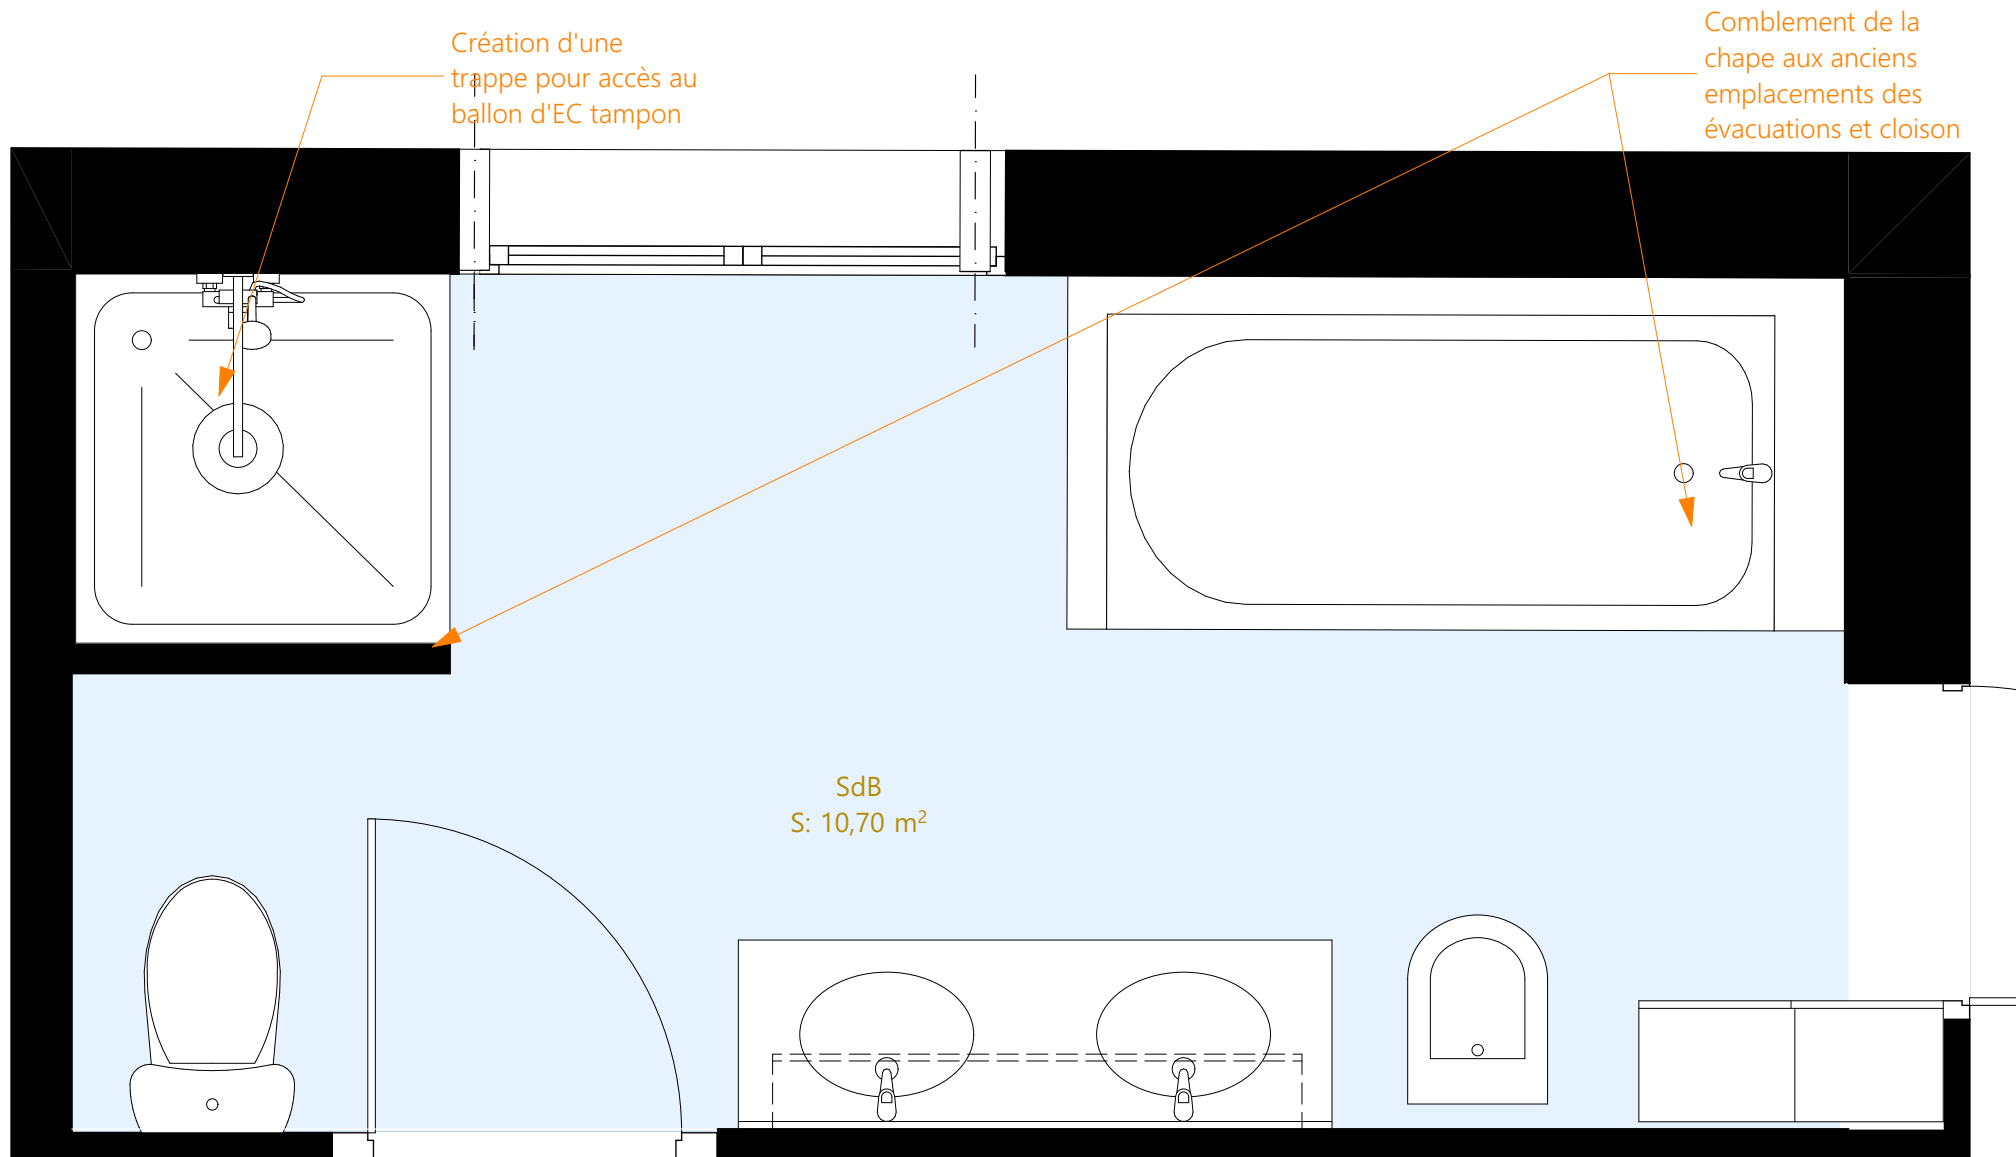 Création d'une
trappe pour accès au
ballon d'EC tampon
Comblement de la
chape aux anciens
emplacements des
évacuations et cloison
SdB
S: 10,70 m²